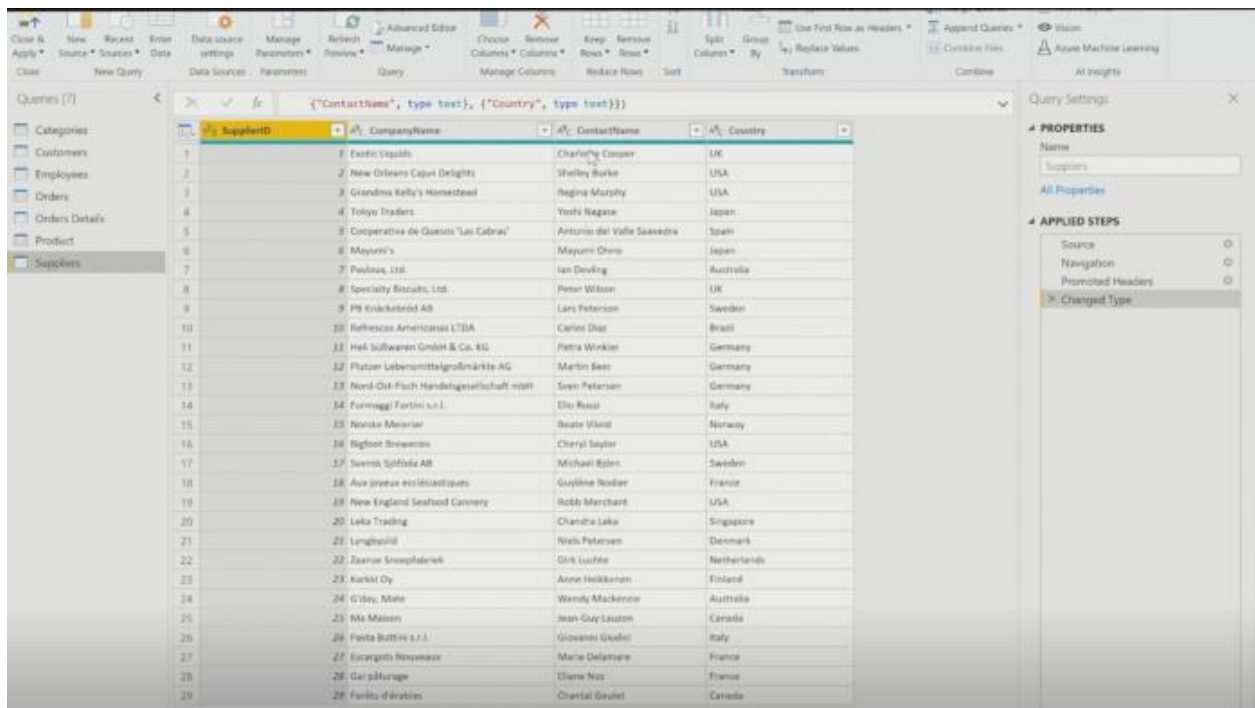 Close & Apply
New Source
Recent Sources
Enter Data
Data source settings
Manage Parameters
Refresh Preview
Advanced Editor
Manage
Choose Columns
Remove Columns
Keep Rows
Remove Rows
Split Column
Group By
Use First Row as Headers
Replace Values
Append Queries
Combine Files
Vision
Azure Machine Learning
Close
New Query
Data Sources
Parameters
Query
Manage Columns
Reduce Rows
Sort
Transform
Combine
AI Insights
Queries [7]
Categories
Customers
Employees
Orders
Orders Details
Product
Suppliers
{"ContactName", type text}, {"Country", type text}})
SupplierID CompanyName ContactName Country
1 1 Exotic Liquids Charlotte Cooper UK
2 2 New Orleans Cajun Delights Shelley Burke USA
3 3 Grandma Kelly's Homestead Regina Murphy USA
4 4 Tokyo Traders Yoshi Nagase Japan
5 5 Cooperativa de Quesos 'Las Cabras' Antonio del Valle Saavedra Spain
6 6 Mayumi's Mayumi Ohno Japan
7 7 Pavlova, Ltd. Ian Devling Australia
8 8 Specialty Biscuits, Ltd. Peter Wilson UK
9 9 PB Knäckebröd AB Lars Peterson Sweden
10 10 Refrescos Americanas LTDA Carlos Diaz Brazil
11 11 Heli Süßwaren GmbH & Co. KG Petra Winkler Germany
12 12 Plutzer Lebensmittelgroßmärkte AG Martin Bein Germany
13 13 Nord-Ost-Fisch Handelsgesellschaft mbH Sven Petersen Germany
14 14 Formaggi Fortini s.r.l. Elio Rossi Italy
15 15 Norske Meierier Beate Vileid Norway
16 16 Bigfoot Breweries Cheryl Saylor USA
17 17 Svensk Sjöföda AB Michael Björn Sweden
18 18 Aux joyeux ecclésiastiques Guylène Nodier France
19 19 New England Seafood Cannery Robb Merchant USA
20 20 Leka Trading Chandra Leka Singapore
21 21 Lyngbysild Niels Petersen Denmark
22 22 Zaanse Snoepfabriek Dirk Luchte Netherlands
23 23 Karkki Oy Anne Heikkonen Finland
24 24 G'day, Mate Wendy Mackenzie Australia
25 25 Ma Maison Jean-Guy Lauzon Canada
26 26 Pasta Buttini s.r.l. Giovanni Giudici Italy
27 27 Escargots Nouveaux Marie Delamare France
28 28 Gai pâturage Eliane Noz France
29 29 Forêts d'érables Chantal Goulet Canada
Query Settings
PROPERTIES
Name
Suppliers
All Properties
APPLIED STEPS
Source
Navigation
Promoted Headers
Changed Type